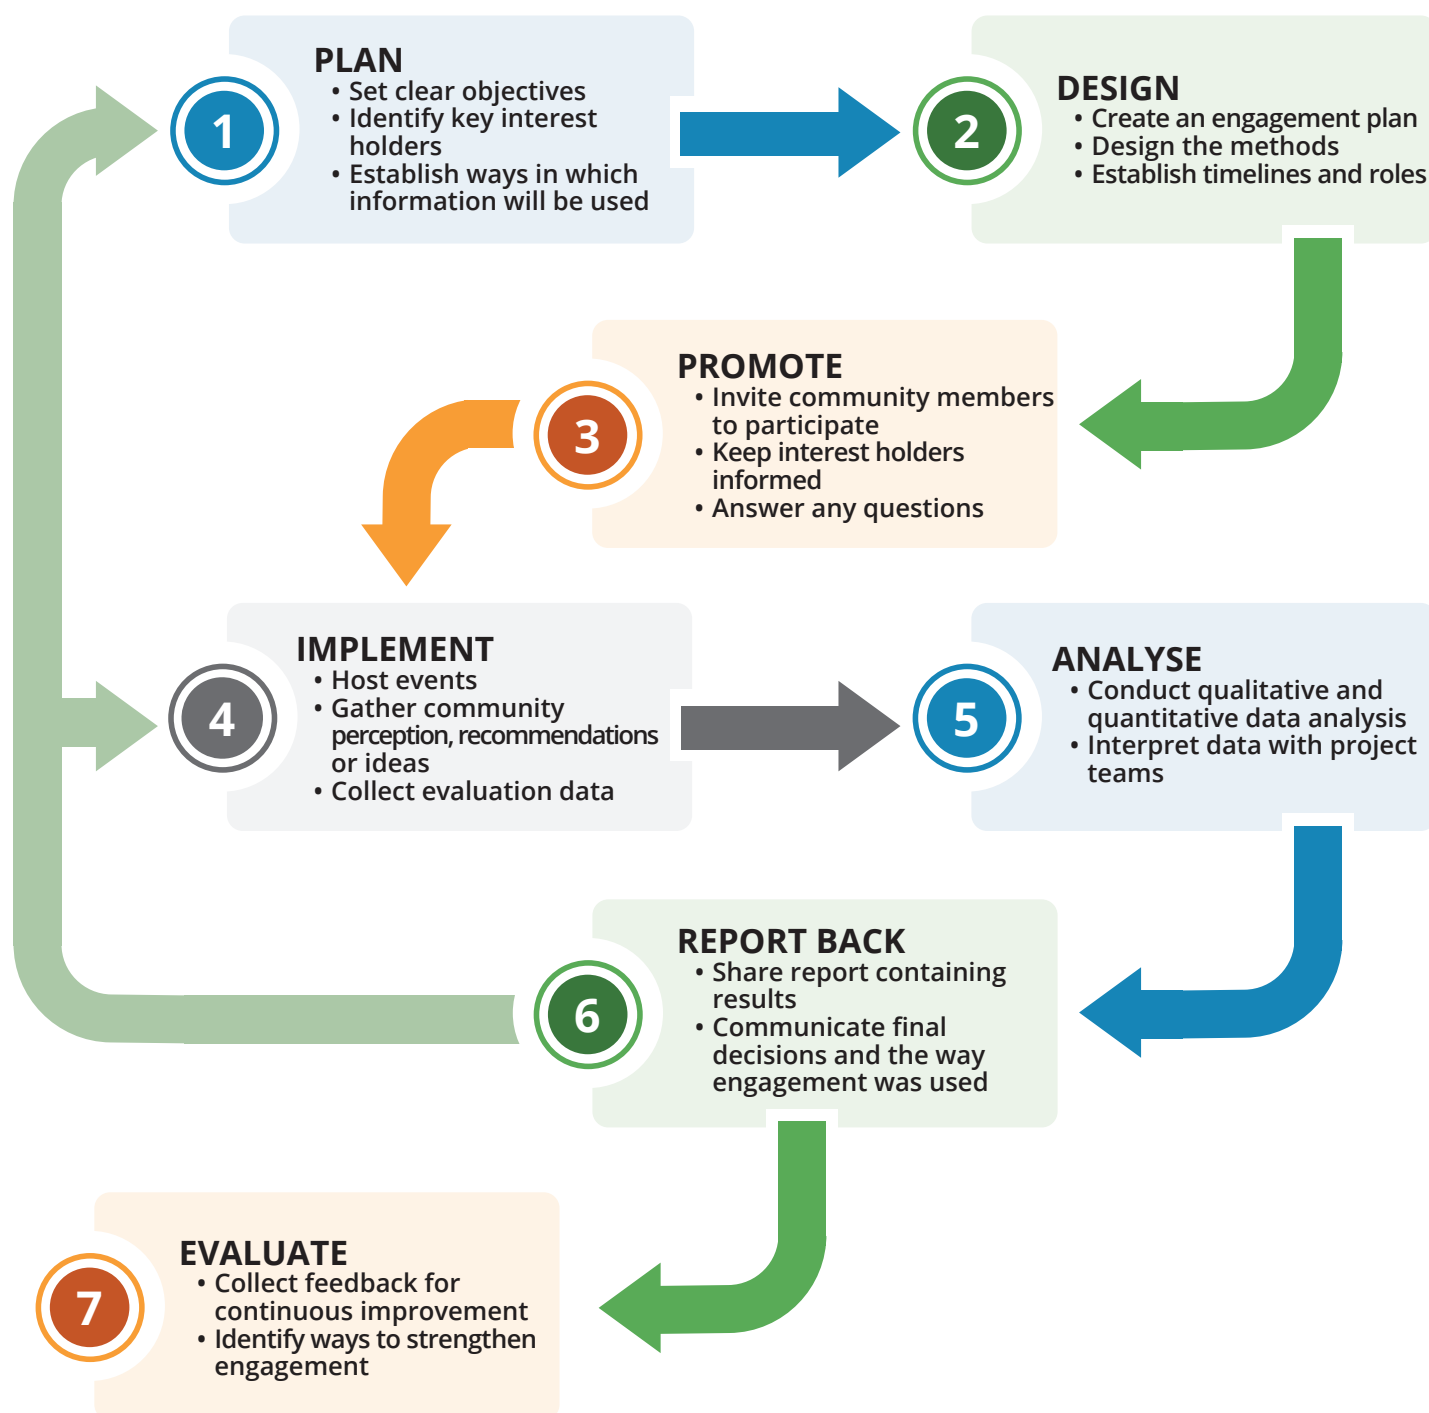 1
PLAN
• Set clear objectives
• Identify key interest
holders
• Establish ways in which
information will be used
2
DESIGN
• Create an engagement plan
• Design the methods
• Establish timelines and roles
3
PROMOTE
• Invite community members
to participate
• Keep interest holders
informed
• Answer any questions
4
IMPLEMENT
• Host events
• Gather community
perception, recommendations
or ideas
• Collect evaluation data
5
ANALYSE
• Conduct qualitative and
quantitative data analysis
• Interpret data with project
teams
6
REPORT BACK
• Share report containing
results
• Communicate final
decisions and the way
engagement was used
7
EVALUATE
• Collect feedback for
continuous improvement
• Identify ways to strengthen
engagement